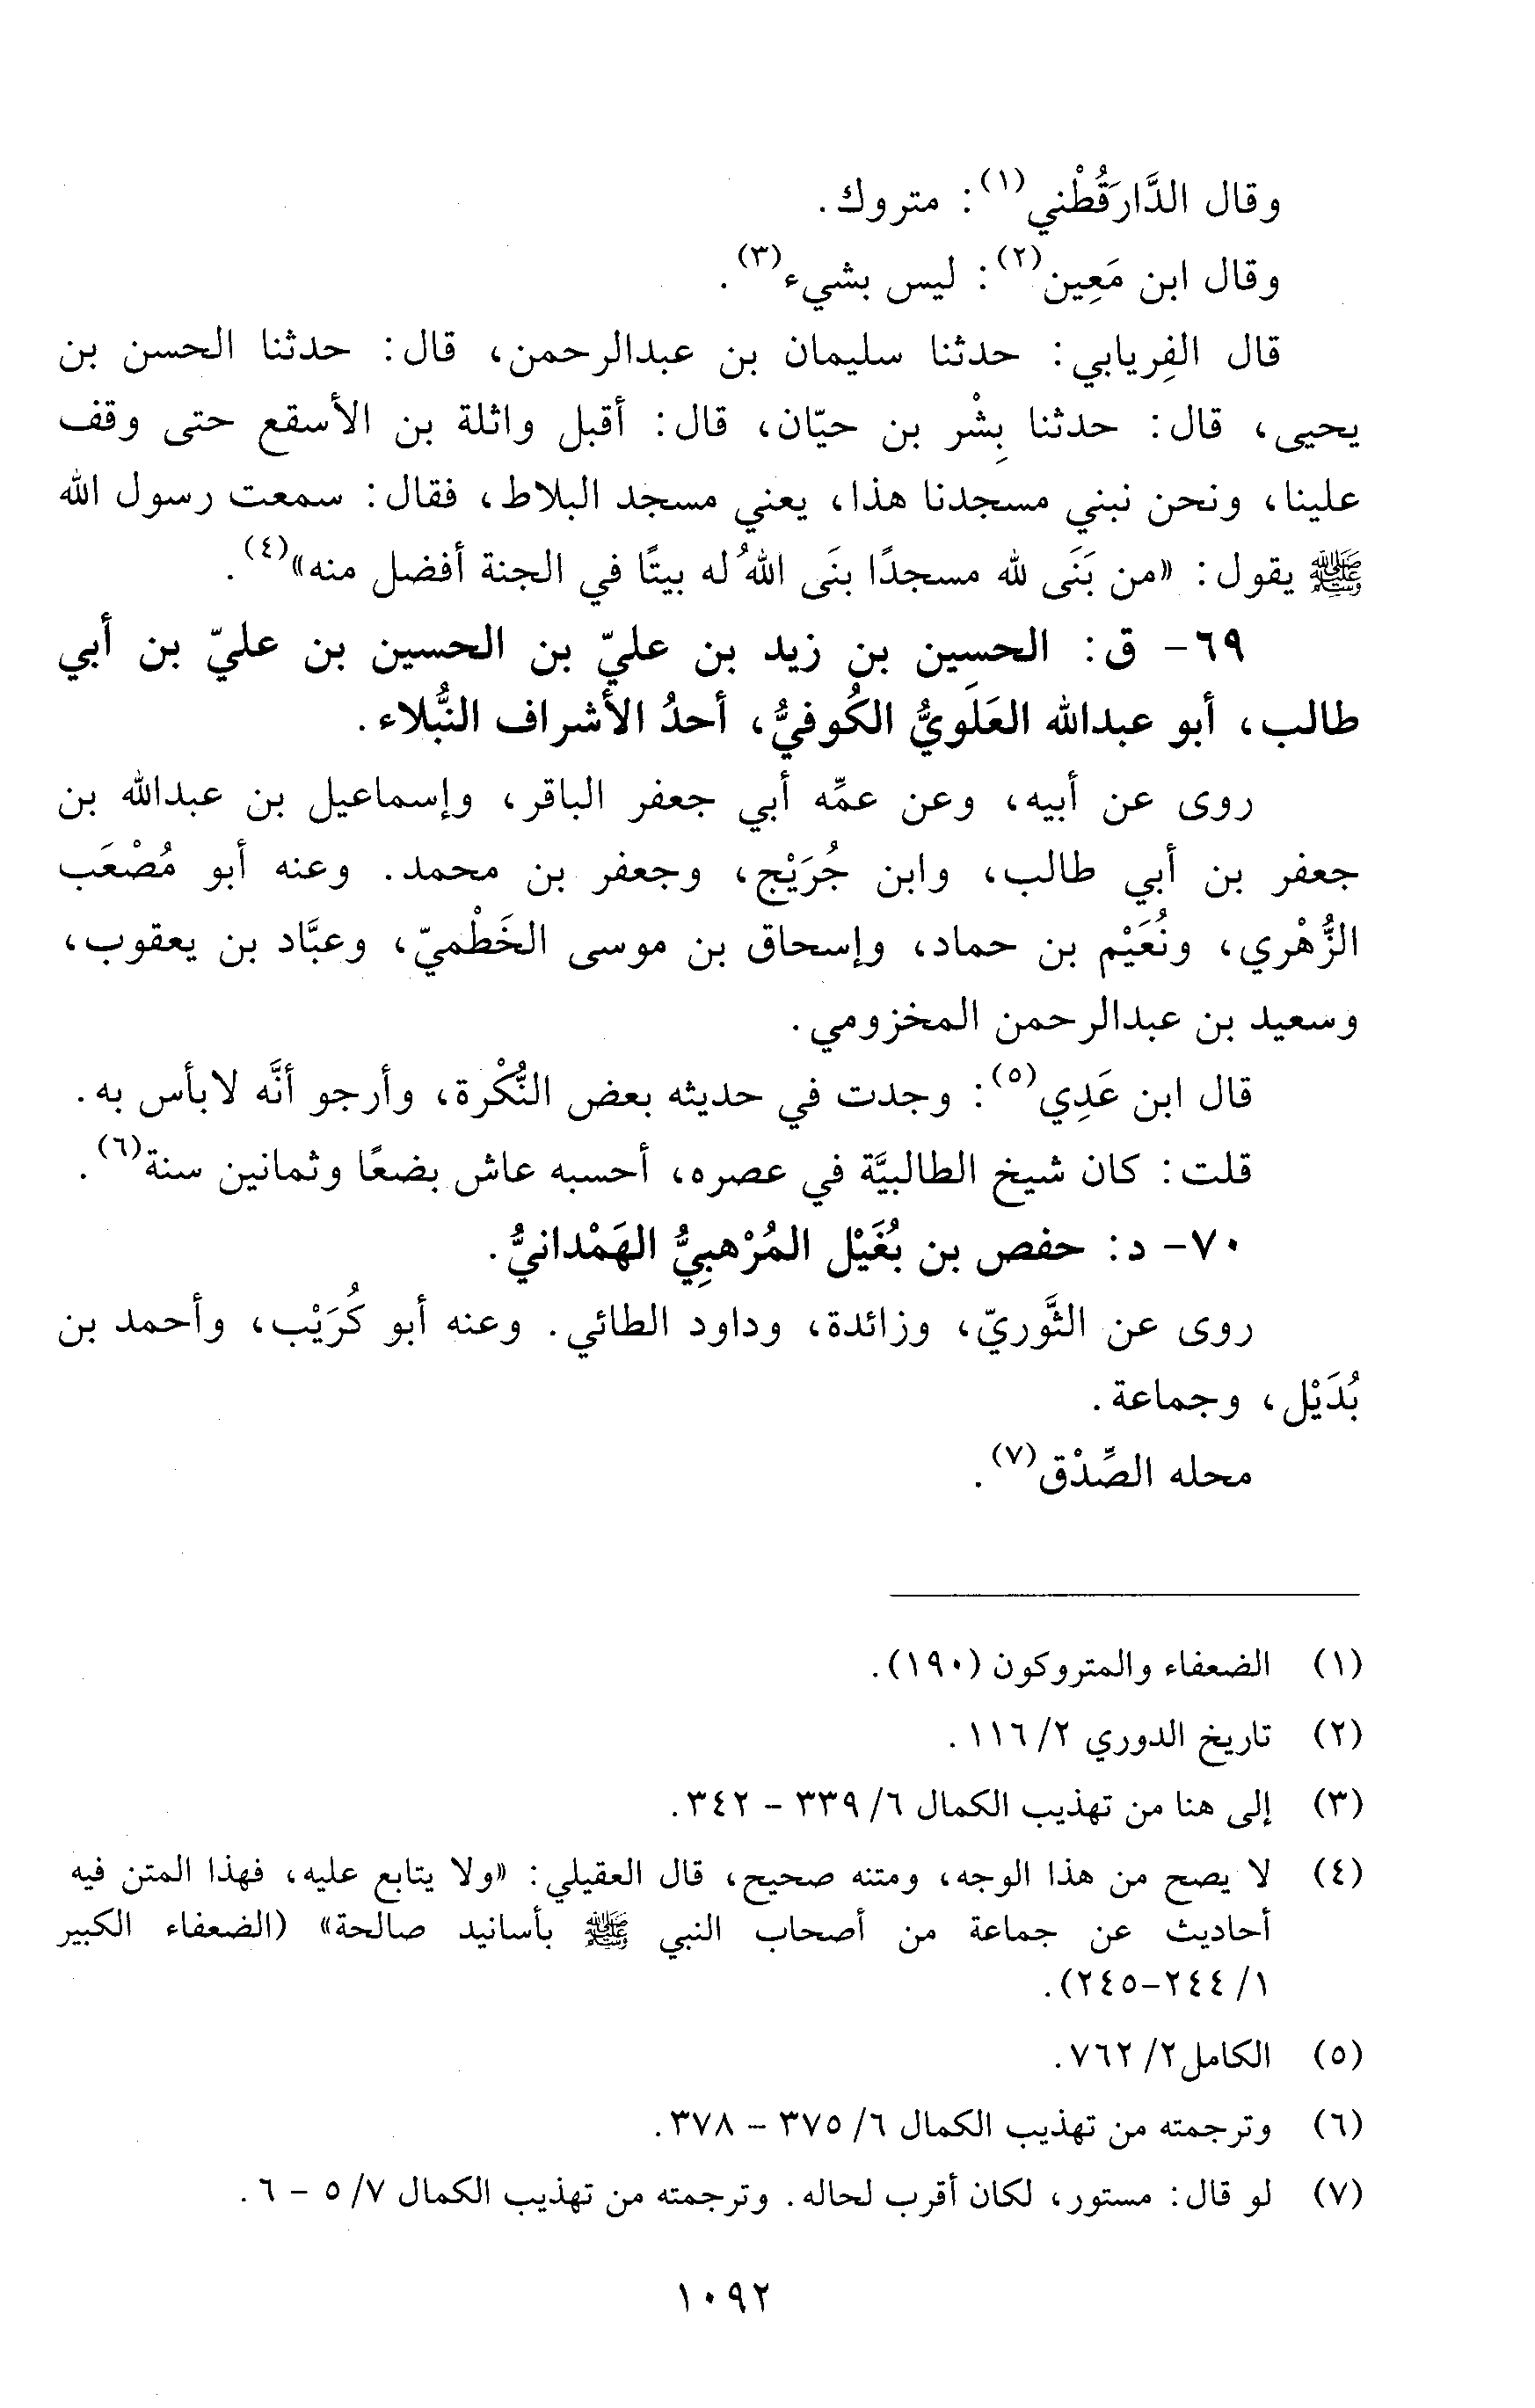 وقال الدَّارَقُطْني(١): متروك.
وقال ابن مَعِين(٢): ليس بشيء(٣).
قال الفِريابي: حدثنا سليمان بن عبدالرحمن، قال: حدثنا الحسن بن
يحيى، قال: حدثنا بِشْر بن حيّان، قال: أقبل واثلة بن الأسقع حتى وقف
علينا، ونحن نبني مسجدنا هذا، يعني مسجد البلاط، فقال: سمعت رسول الله
ﷺ يقول: «من بَنَى لله مسجدًا بنَى اللهُ له بيتًا في الجنة أفضل منه»(٤).
٦٩- ق: الحسين بن زيد بن عليّ بن الحسين بن عليّ بن أبي
طالب، أبو عبدالله العَلَويُّ الكُوفيُّ، أحدُ الأشراف النُّبلاء.
روى عن أبيه، وعن عمِّه أبي جعفر الباقر، وإسماعيل بن عبدالله بن
جعفر بن أبي طالب، وابن جُرَيْج، وجعفر بن محمد. وعنه أبو مُصْعَب
الزُّهْري، ونُعَيْم بن حماد، وإسحاق بن موسى الخَطْميّ، وعبَّاد بن يعقوب،
وسعيد بن عبدالرحمن المخزومي.
قال ابن عَدِي(٥): وجدت في حديثه بعض النُّكْرة، وأرجو أنَّه لابأس به.
قلت: كان شيخ الطالبيَّة في عصره، أحسبه عاش بضعًا وثمانين سنة(٦).
٧٠- د: حفص بن بُغَيْل المُرْهبِيُّ الهَمْدانيُّ.
روى عن الثَّوريّ، وزائدة، وداود الطائي. وعنه أبو كُرَيْب، وأحمد بن
بُدَيْل، وجماعة.
محله الصِّدْق(٧).
(١) الضعفاء والمتروكون (١٩٠).
(٢) تاريخ الدوري ٢/ ١١٦.
(٣) إلى هنا من تهذيب الكمال ٦/ ٣٣٩ - ٣٤٢.
(٤) لا يصح من هذا الوجه، ومتنه صحيح، قال العقيلي: «ولا يتابع عليه، فهذا المتن فيه
أحاديث عن جماعة من أصحاب النبي ﷺ بأسانيد صالحة» (الضعفاء الكبير
١/ ٢٤٤-٢٤٥).
(٥) الكامل٢/ ٧٦٢.
(٦) وترجمته من تهذيب الكمال ٦/ ٣٧٥ - ٣٧٨.
(٧) لو قال: مستور، لكان أقرب لحاله. وترجمته من تهذيب الكمال ٧/ ٥ - ٦.
١٠٩٢